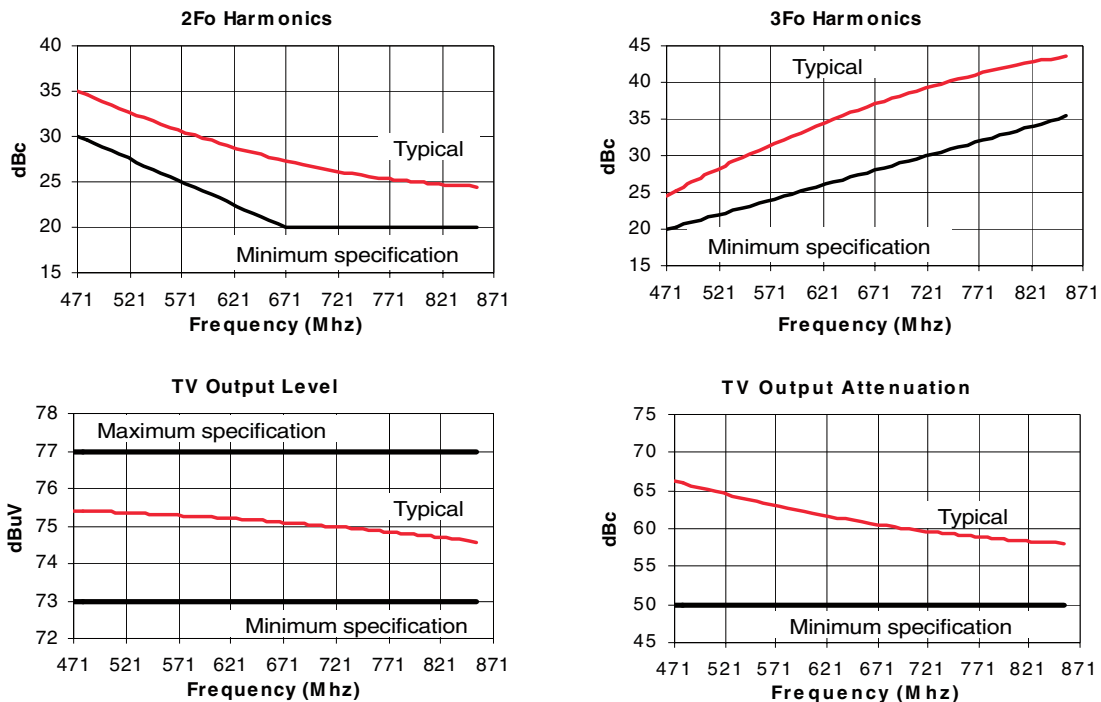 2Fo Harmonics
40
35
30
25
20
15
dBc
Typical
Minimum specification
471 521 571 621 671 721 771 821 871
Frequency (Mhz)
3Fo Harmonics
45
40
35
30
25
20
15
dBc
Typical
Minimum specification
471 521 571 621 671 721 771 821 871
Frequency (Mhz)
TV Output Level
78
77
76
75
74
73
72
dBuV
Maximum specification
Typical
Minimum specification
471 521 571 621 671 721 771 821 871
Frequency (Mhz)
TV Output Attenuation
75
70
65
60
55
50
45
dBc
Typical
Minimum specification
471 521 571 621 671 721 771 821 871
Frequency (Mhz)